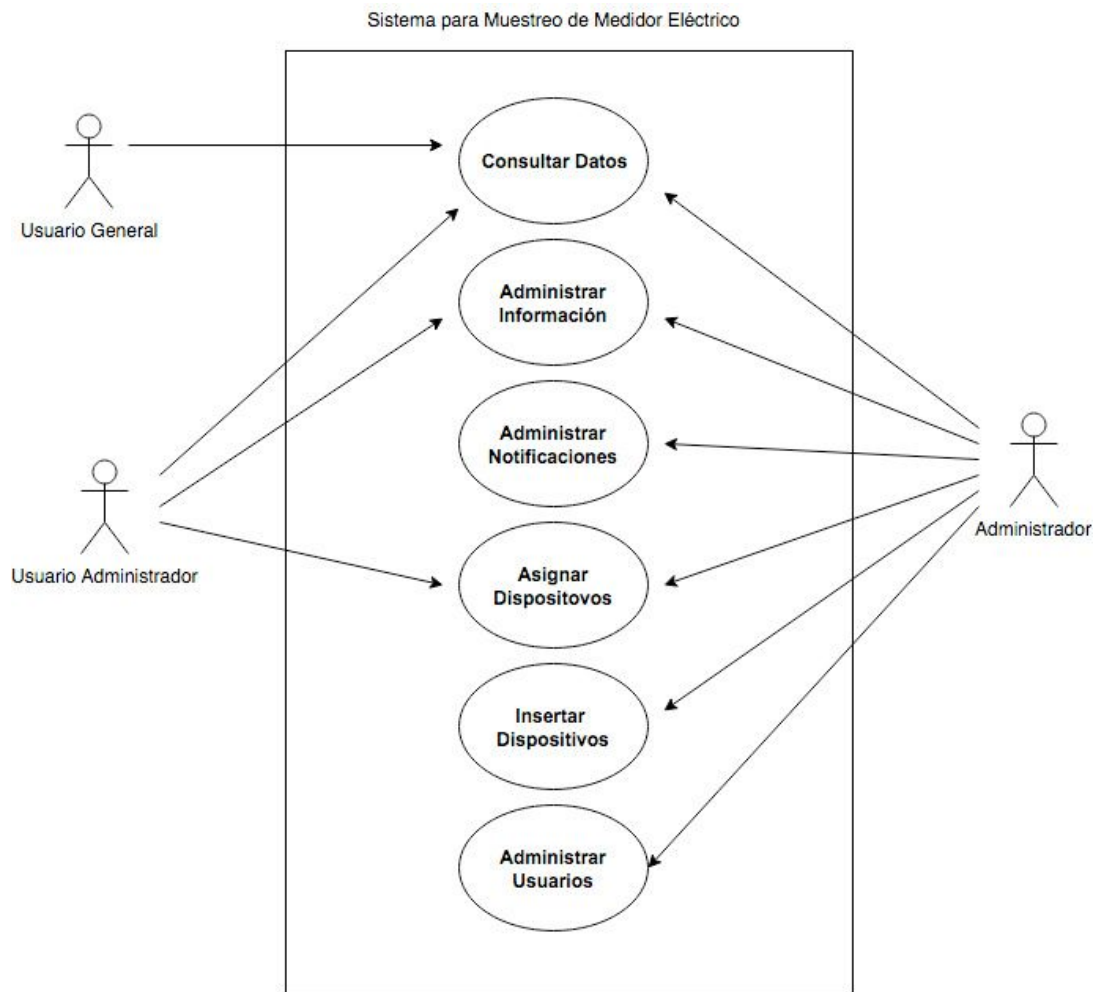 Sistema para Muestreo de Medidor Eléctrico
Consultar Datos
Usuario General
Administrar
Información
Administrar
Notificaciones
Usuario Administrador
Administrador
Asignar
Dispositovos
Insertar
Dispositivos
Administrar
Usuarios